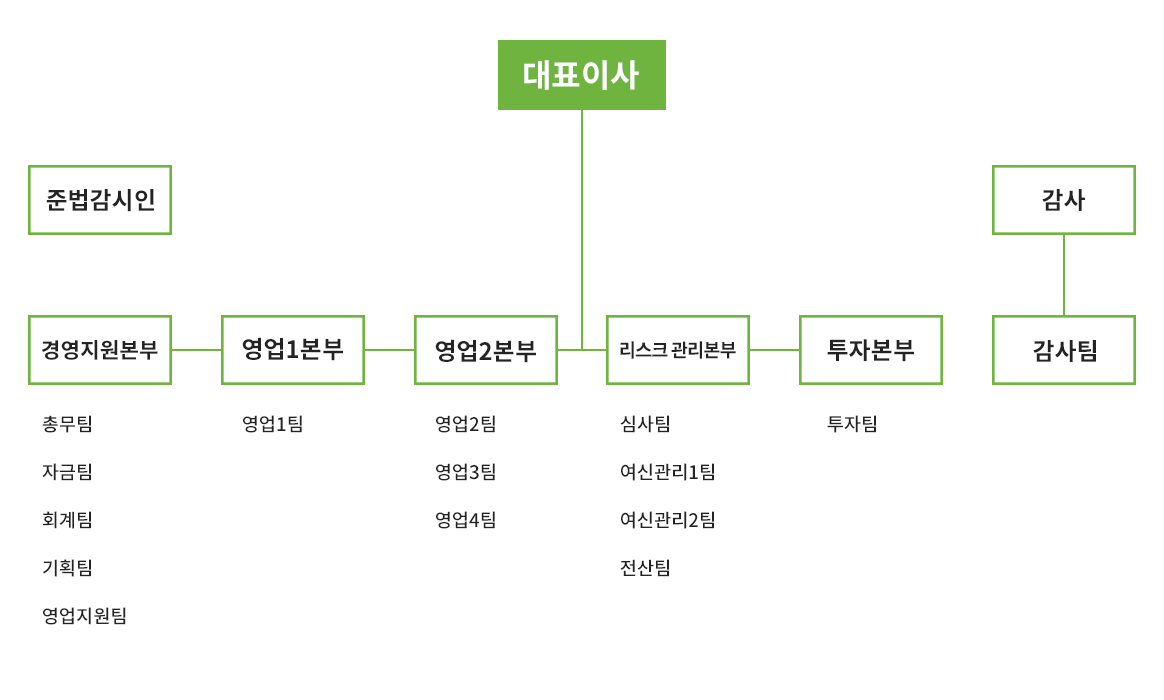 대표이사
준법감시인
감사
경영지원본부
영업1본부
영업2본부
리스크 관리본부
투자본부
감사팀
총무팀
자금팀
회계팀
기획팀
영업지원팀
영업1팀
영업2팀
영업3팀
영업4팀
심사팀
여신관리1팀
여신관리2팀
전산팀
투자팀